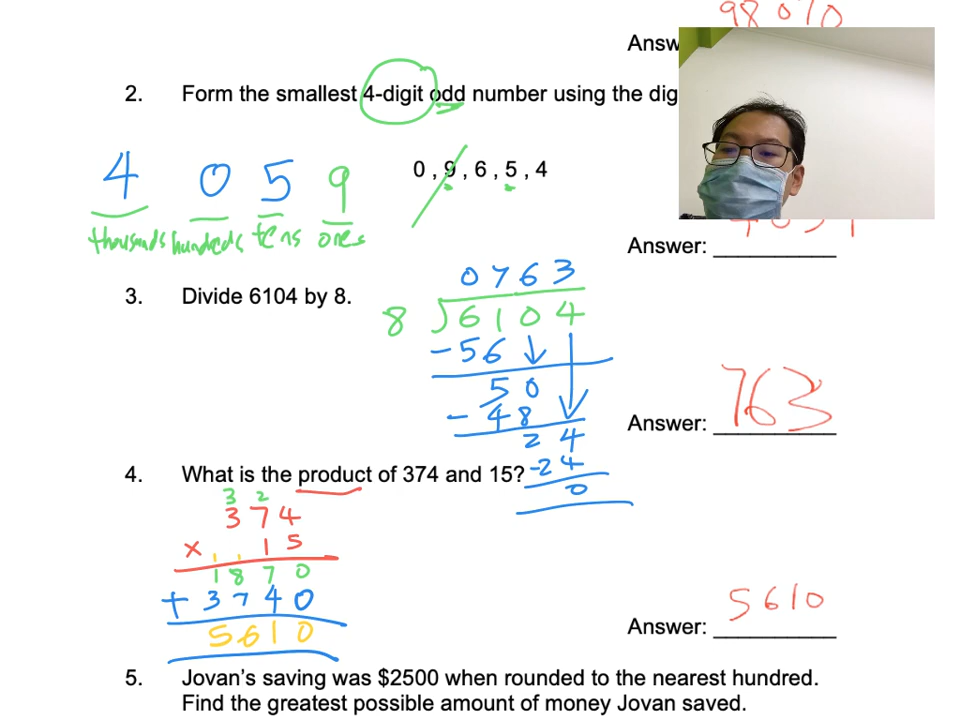 98010
Answ
2. Form the smallest 4-digit odd number using the dig
4 0 5 9
0 , 9 , 6 , 5 , 4
thousands hundreds tens ones
Answer:
3. Divide 6104 by 8.
0763
8 6104
-56
50
-48
24
-24
0
Answer: 763
4. What is the product of 374 and 15?
3 2
374
x 15
1 1
1870
+ 3740
5610
Answer: 5610
5. Jovan's saving was $2500 when rounded to the nearest hundred.
Find the greatest possible amount of money Jovan saved.